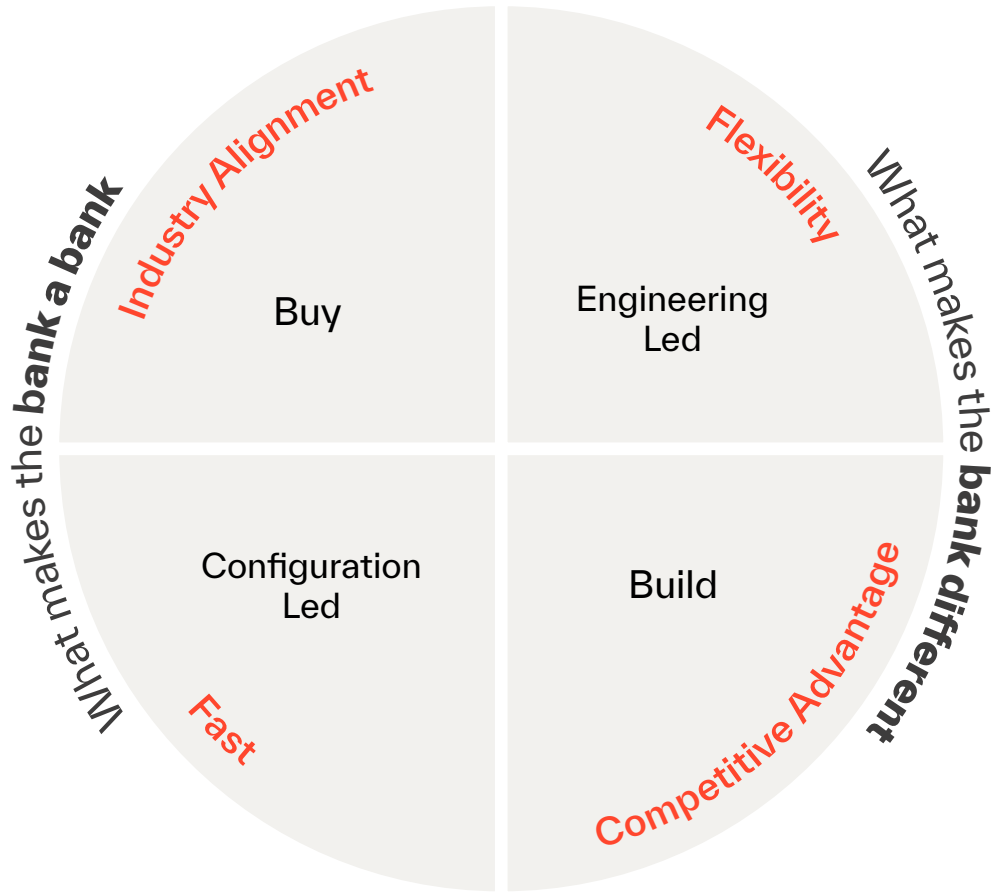 What makes the bank a bank
Industry Alignment
Buy
Flexibility
Engineering
Led
What makes the bank different
Configuration
Led
Fast
Build
Competitive Advantage